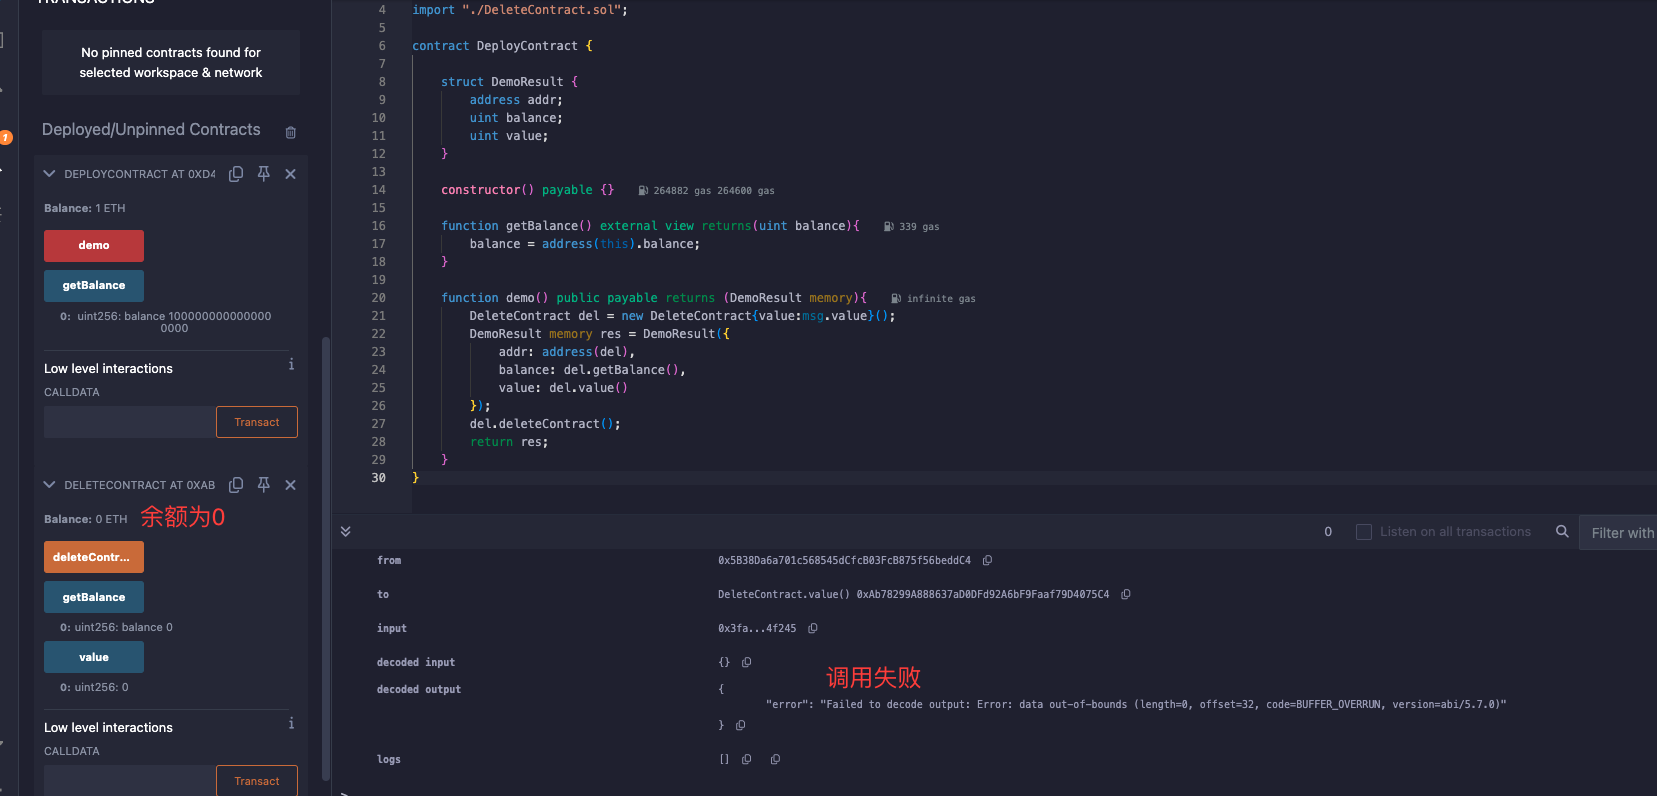 TRANSACTIONS
No pinned contracts found for
selected workspace & network
Deployed/Unpinned Contracts
1
DEPLOYCONTRACT AT 0XD4
Balance: 1 ETH
demo
getBalance
0: uint256: balance 100000000000000
0000
Low level interactions
i
CALLDATA
Transact
DELETECONTRACT AT 0XAB
Balance: 0 ETH
余额为0
deleteContr...
getBalance
0: uint256: balance 0
value
0: uint256: 0
Low level interactions
i
CALLDATA
Transact
4 import "./DeleteContract.sol";
5
6 contract DeployContract {
7
8 struct DemoResult {
9 address addr;
10 uint balance;
11 uint value;
12 }
13
14 constructor() payable {} 264882 gas 264600 gas
15
16 function getBalance() external view returns(uint balance){ 339 gas
17 balance = address(this).balance;
18 }
19
20 function demo() public payable returns (DemoResult memory){ infinite gas
21 DeleteContract del = new DeleteContract{value:msg.value}();
22 DemoResult memory res = DemoResult({
23 addr: address(del),
24 balance: del.getBalance(),
25 value: del.value()
26 });
27 del.deleteContract();
28 return res;
29 }
30 }
0
Listen on all transactions
Filter with
from 0x5B38Da6a701c568545dCfcB03FcB875f56beddC4
to DeleteContract.value() 0xAb78299A888637aD0DFd92A6bF9Faaf79D4075C4
input 0x3fa...4f245
decoded input {}
调用失败
decoded output {
"error": "Failed to decode output: Error: data out-of-bounds (length=0, offset=32, code=BUFFER_OVERRUN, version=abi/5.7.0)"
}
logs []
>